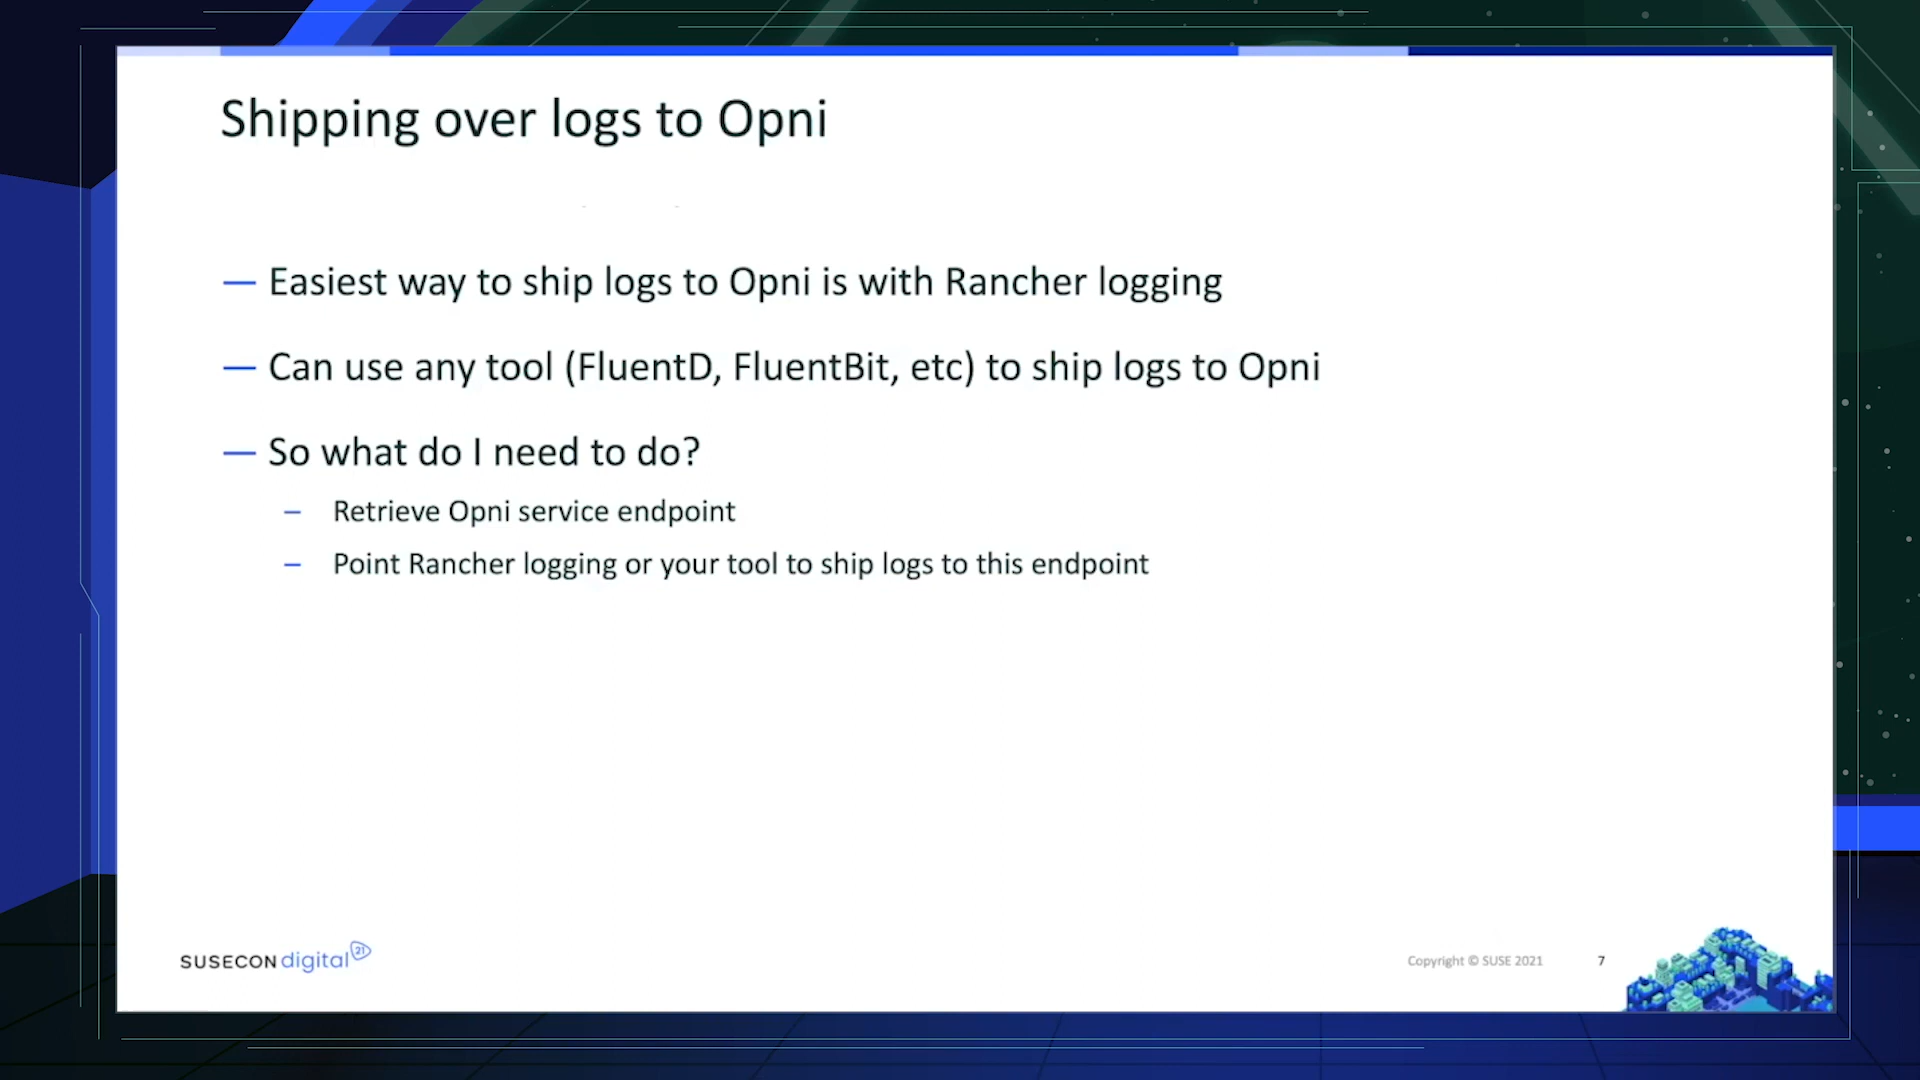 Shipping over logs to Opni
— Easiest way to ship logs to Opni is with Rancher logging
— Can use any tool (FluentD, FluentBit, etc) to ship logs to Opni
— So what do I need to do?
– Retrieve Opni service endpoint
– Point Rancher logging or your tool to ship logs to this endpoint
SUSECON digital 21
Copyright © SUSE 2021 7